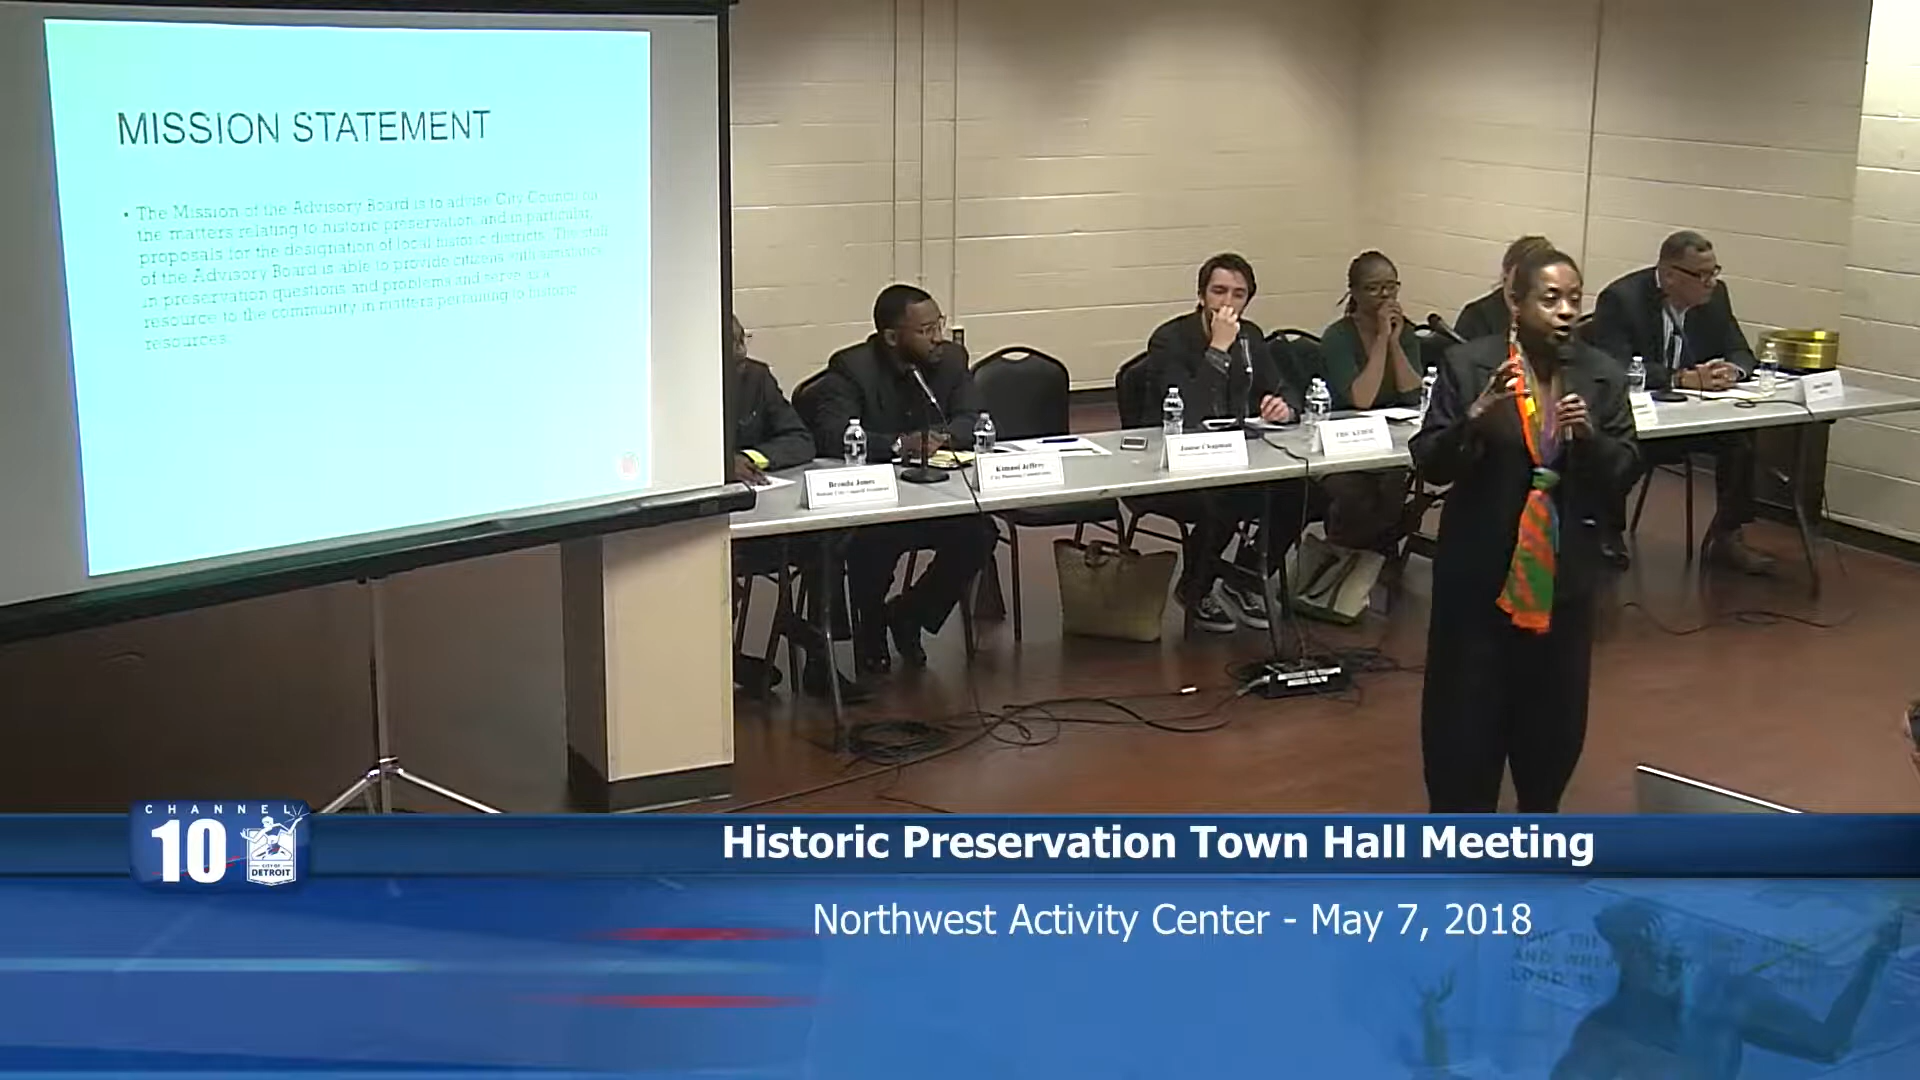 MISSION STATEMENT
• The Mission of the Advisory Board is to advise City Council on
the matters relating to historic preservation, and in particular,
proposals for the designation of local historic districts. The staff
of the Advisory Board is able to provide citizens with assistance
in preservation questions and problems and serve as a
resource to the community in matters pertaining to historic
resources.
Brenda Jones
Kimani Jeffrey
City Planning Commission
CHANNEL
10
CITY OF
DETROIT
Historic Preservation Town Hall Meeting
Northwest Activity Center - May 7, 2018